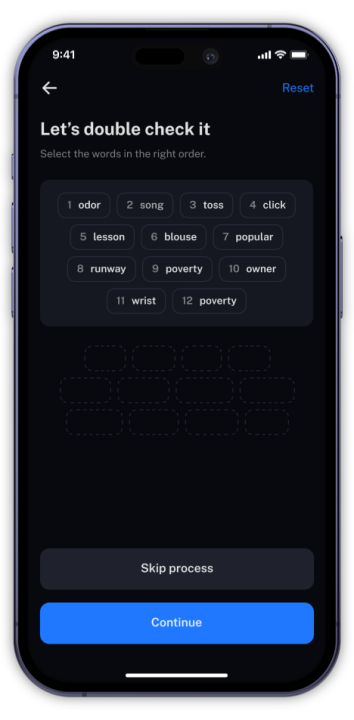 9:41
Reset
Let's double check it
Select the words in the right order.
1 odor 2 song 3 toss 4 click
5 lesson 6 blouse 7 popular
8 runway 9 poverty 10 owner
11 wrist 12 poverty
Skip process
Continue